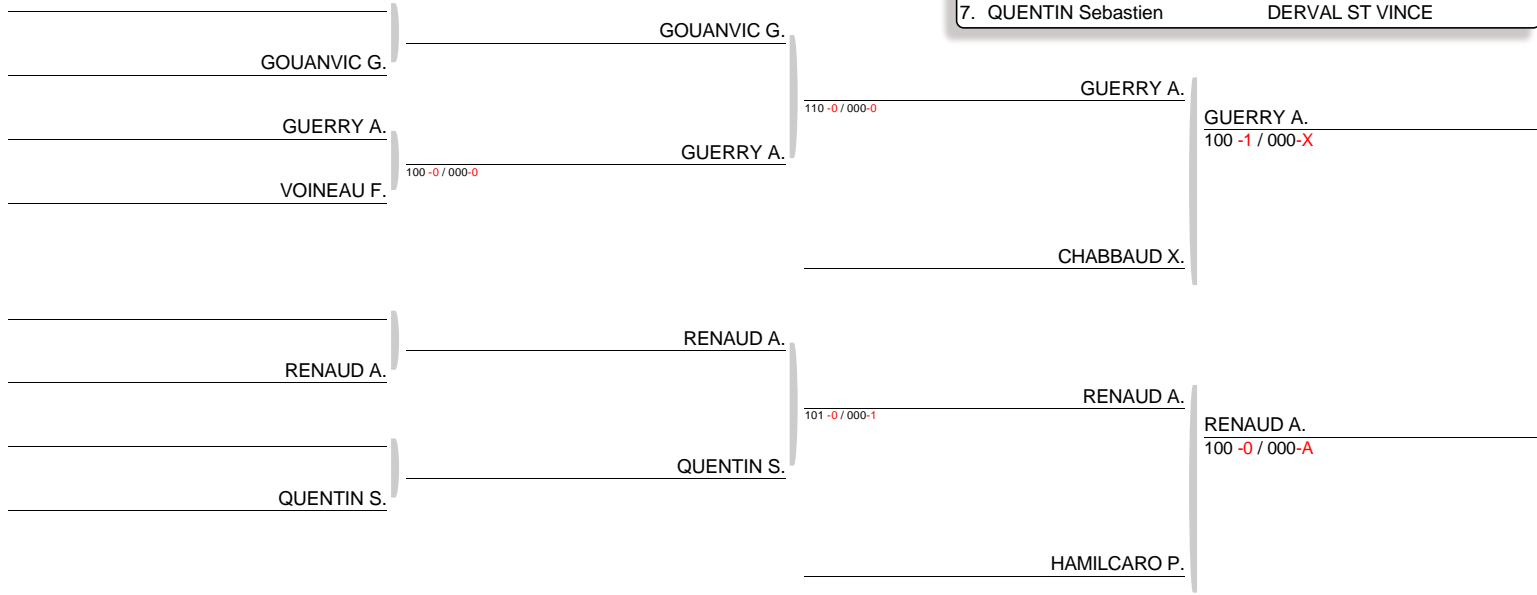 7. QUENTIN Sebastien DERVAL ST VINCE
GOUANVIC G.
GOUANVIC G.
GUERRY A.
VOINEAU F.
GUERRY A.
100 -0 / 000-0
GUERRY A.
110 -0 / 000-0
CHABBAUD X.
GUERRY A.
100 -1 / 000-X
RENAUD A.
RENAUD A.
QUENTIN S.
QUENTIN S.
RENAUD A.
101 -0 / 000-1
HAMILCARO P.
RENAUD A.
100 -0 / 000-A